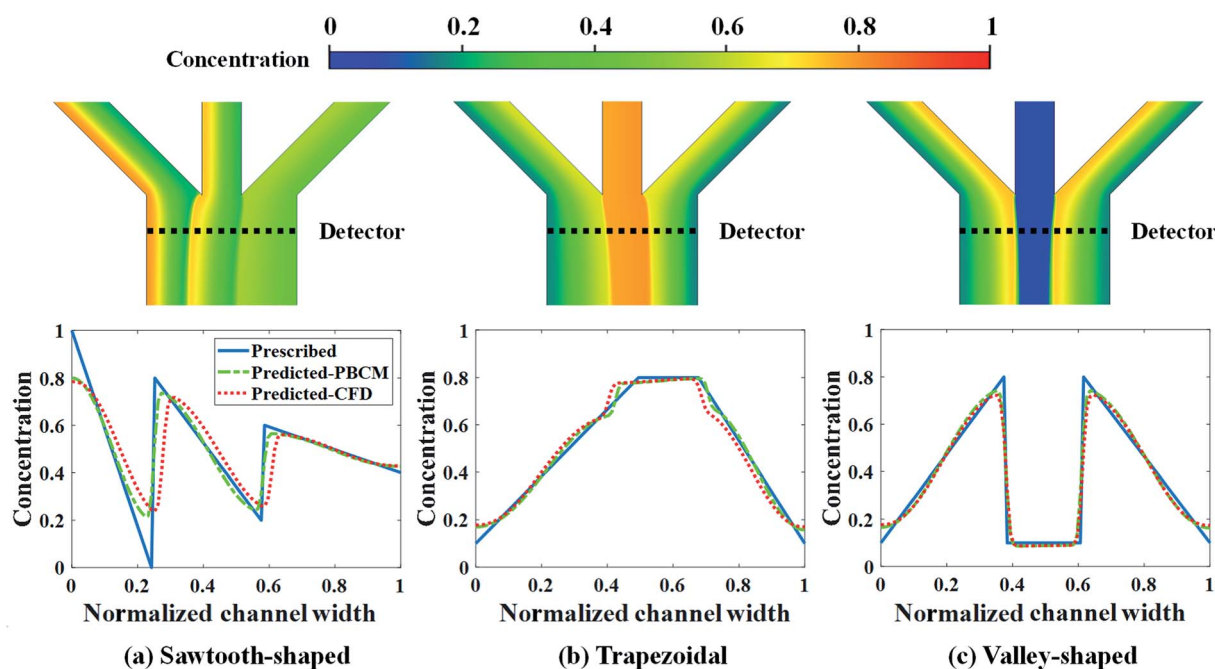 0 0.2 0.4 0.6 0.8 1
Concentration
Detector Detector Detector
1
0.8
0.6
0.4
0.2
0
Concentration
0 0.2 0.4 0.6 0.8 1
Normalized channel width
Prescribed
Predicted-PBCM
Predicted-CFD
(a) Sawtooth-shaped
1
0.8
0.6
0.4
0.2
0
Concentration
0 0.2 0.4 0.6 0.8 1
Normalized channel width
(b) Trapezoidal
1
0.8
0.6
0.4
0.2
0
Concentration
0 0.2 0.4 0.6 0.8 1
Normalized channel width
(c) Valley-shaped